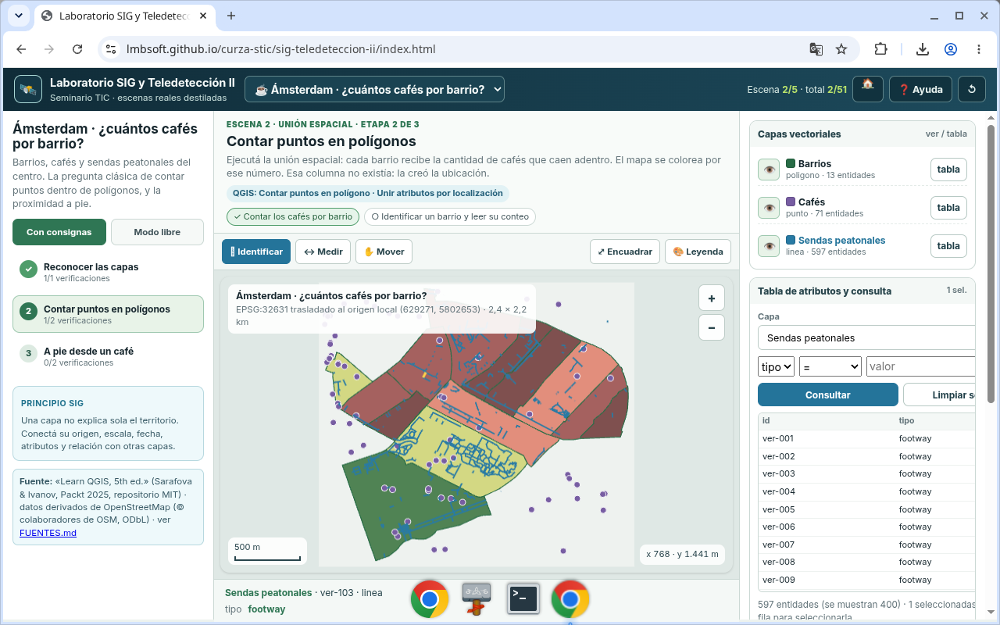 Laboratorio SIG y Teledetecc
lmbsoft.github.io/curza-stic/sig-teledeteccion-ii/index.html
Laboratorio SIG y Teledetección II
Seminario TIC · escenas reales destiladas
Ámsterdam · ¿cuántos cafés por barrio?
Escena 2/5 · total 2/51
Ayuda
Ámsterdam · ¿cuántos cafés por barrio?
Barrios, cafés y sendas peatonales del
centro. La pregunta clásica de contar
puntos dentro de polígonos, y la
proximidad a pie.
Con consignas
Modo libre
Reconocer las capas
1/1 verificaciones
2
Contar puntos en polígonos
1/2 verificaciones
3
A pie desde un café
0/2 verificaciones
PRINCIPIO SIG
Una capa no explica sola el territorio.
Conectá su origen, escala, fecha,
atributos y relación con otras capas.
Fuente: «Learn QGIS, 5th ed.» (Sarafova
& Ivanov, Packt 2025, repositorio MIT) ·
datos derivados de OpenStreetMap (©
colaboradores de OSM, ODbL) · ver
FUENTES.md
ESCENA 2 · UNIÓN ESPACIAL · ETAPA 2 DE 3
Contar puntos en polígonos
Ejecutá la unión espacial: cada barrio recibe la cantidad de cafés que caen adentro. El mapa se colorea por
ese número. Esa columna no existía: la creó la ubicación.
QGIS: Contar puntos en polígono · Unir atributos por localización
✓ Contar los cafés por barrio
○ Identificar un barrio y leer su conteo
Identificar
↔ Medir
Mover
⤢ Encuadrar
Leyenda
Ámsterdam · ¿cuántos cafés por barrio?
EPSG:32631 trasladado al origen local (629271, 5802653) · 2,4 × 2,2
km
+
−
500 m
x 768 · y 1.441 m
Sendas peatonales · ver-103 · linea
tipo footway
Capas vectoriales
ver / tabla
Barrios
poligono · 13 entidades
tabla
Cafés
punto · 71 entidades
tabla
Sendas peatonales
linea · 597 entidades
tabla
Tabla de atributos y consulta
1 sel.
Capa
Sendas peatonales
tipo
=
valor
Consultar
Limpiar se
id tipo
ver-001 footway
ver-002 footway
ver-003 footway
ver-004 footway
ver-005 footway
ver-006 footway
ver-007 footway
ver-008 footway
ver-009 footway
597 entidades (se muestran 400) · 1 seleccionadas
fila para seleccionarla